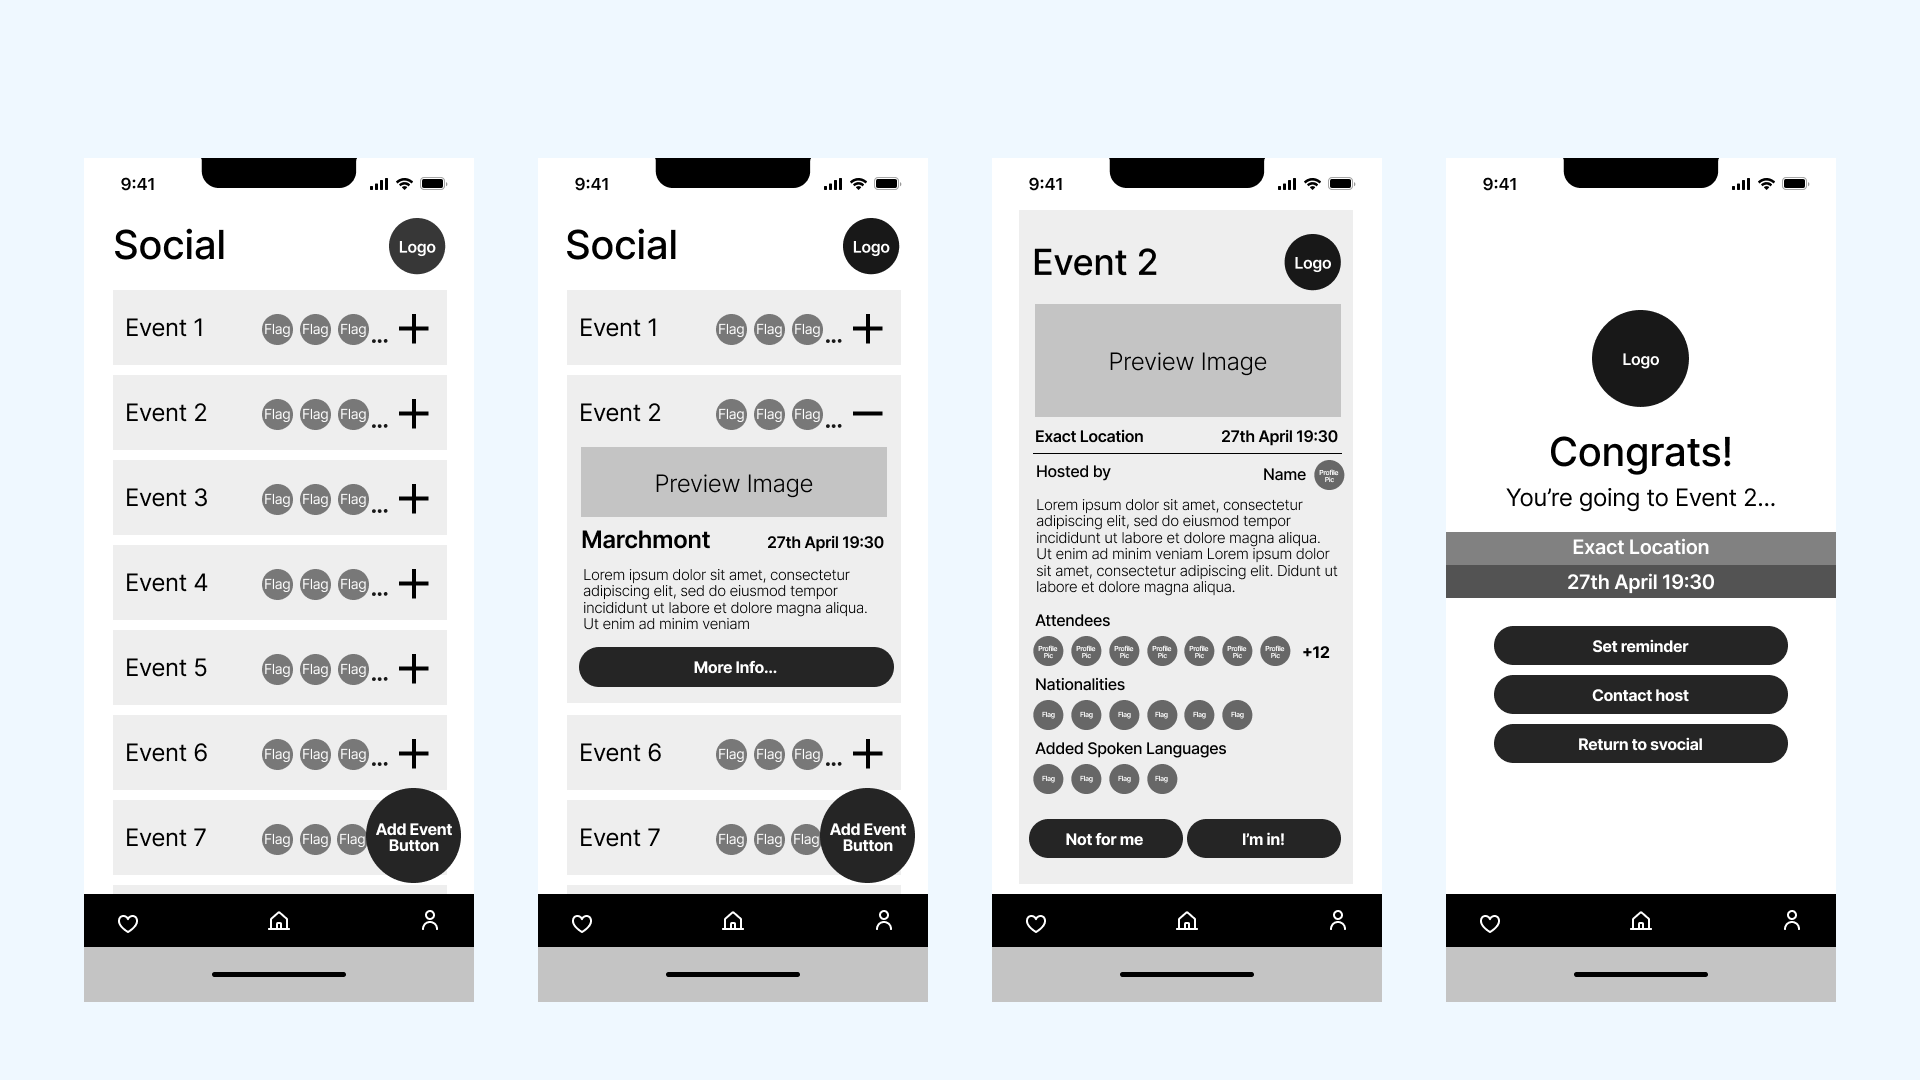 9:41
Social
Logo
Event 1
Flag Flag Flag ...
Event 2
Flag Flag Flag ...
Event 3
Flag Flag Flag ...
Event 4
Flag Flag Flag ...
Event 5
Flag Flag Flag ...
Event 6
Flag Flag Flag ...
Event 7
Flag Flag Flag
Add Event
Button
9:41
Social
Logo
Event 1
Flag Flag Flag ...
Event 2
Flag Flag Flag ...
Preview Image
Marchmont
27th April 19:30
Lorem ipsum dolor sit amet, consectetur
adipiscing elit, sed do eiusmod tempor
incididunt ut labore et dolore magna aliqua.
Ut enim ad minim veniam
More Info...
Event 6
Flag Flag Flag ...
Event 7
Flag Flag Flag
Add Event
Button
9:41
Event 2
Logo
Preview Image
Exact Location
27th April 19:30
Hosted by
Name
Profile
Pic
Lorem ipsum dolor sit amet, consectetur
adipiscing elit, sed do eiusmod tempor
incididunt ut labore et dolore magna aliqua.
Ut enim ad minim veniam Lorem ipsum dolor
sit amet, consectetur adipiscing elit. Didunt ut
labore et dolore magna aliqua.
Attendees
Profile Profile Profile Profile Profile Profile Profile
Pic Pic Pic Pic Pic Pic Pic
+12
Nationalities
Flag Flag Flag Flag Flag Flag
Added Spoken Languages
Flag Flag Flag Flag
Not for me
I'm in!
9:41
Logo
Congrats!
You're going to Event 2...
Exact Location
27th April 19:30
Set reminder
Contact host
Return to svocial